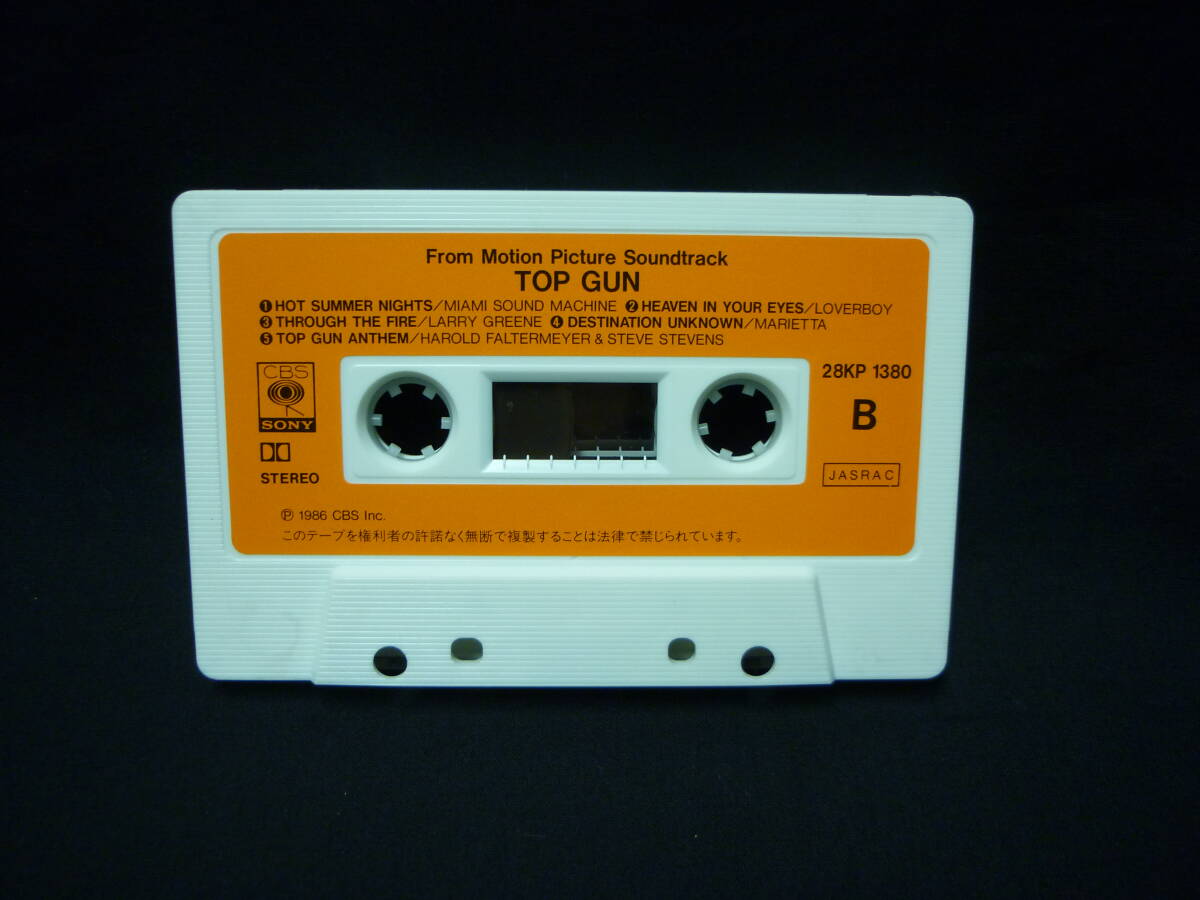 From Motion Picture Soundtrack
TOP GUN
❶HOT SUMMER NIGHTS/MIAMI SOUND MACHINE ❷HEAVEN IN YOUR EYES/LOVERBOY
❸THROUGH THE FIRE/LARRY GREENE ❹DESTINATION UNKNOWN/MARIETTA
❺TOP GUN ANTHEM/HAROLD FALTERMEYER & STEVE STEVENS
CBS
SONY
STEREO
28KP 1380
B
JASRAC
Ⓟ 1986 CBS Inc.
このテープを権利者の許諾なく無断で複製することは法律で禁じられています。